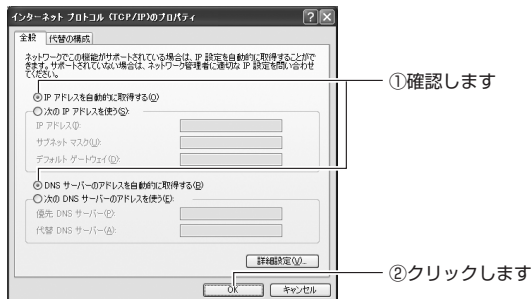 インターネット プロトコル (TCP/IP)のプロパティ
全般 代替の構成
ネットワークでこの機能がサポートされている場合は、IP 設定を自動的に取得することがで
きます。サポートされていない場合は、ネットワーク管理者に適切な IP 設定を問い合わせ
てください。
①確認します
IP アドレスを自動的に取得する(O)
次の IP アドレスを使う(S):
IP アドレス(I):
サブネット マスク(U):
デフォルト ゲートウェイ(D):
DNS サーバーのアドレスを自動的に取得する(B)
次の DNS サーバーのアドレスを使う(E):
優先 DNS サーバー(P):
代替 DNS サーバー(A):
詳細設定(V)...
OK キャンセル
②クリックします